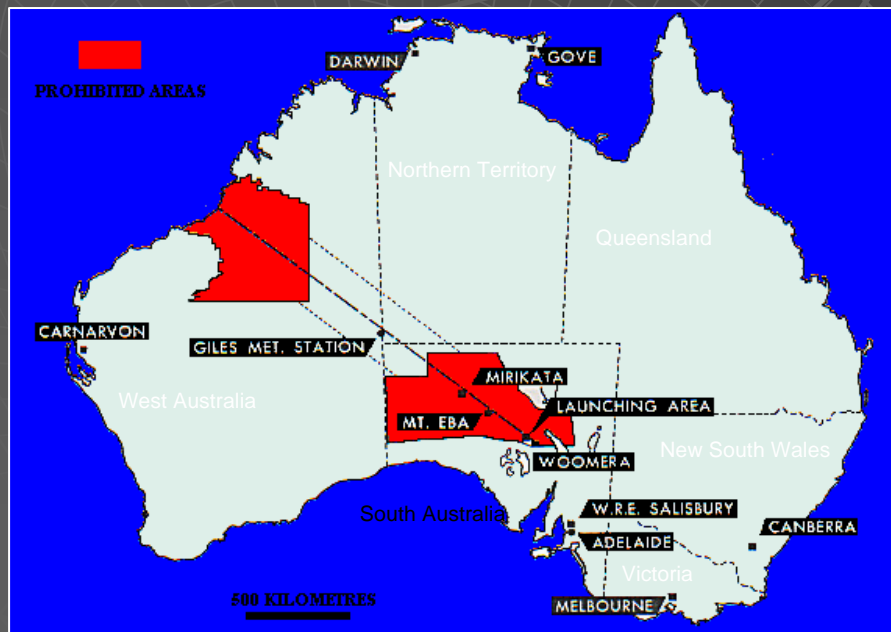 DARWIN
GOVE
PROHIBITED AREAS
Northern Territory
Queensland
CARNARVON
GILES MET. STATION
MIRIKATA
West Australia
MT. EBA
LAUNCHING AREA
New South Wales
WOOMERA
South Australia
W.R.E. SALISBURY
CANBERRA
ADELAIDE
Victoria
500 KILOMETRES
MELBOURNE